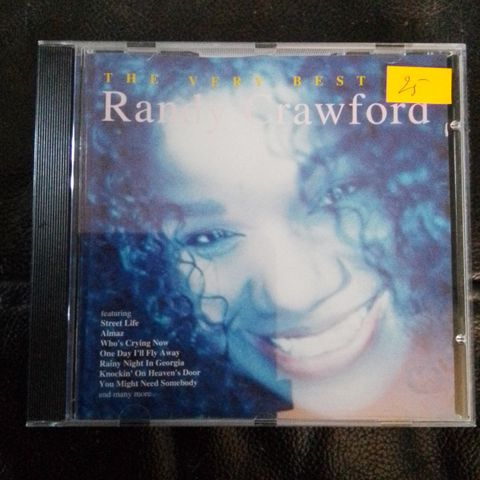 THE VERY BEST
25
Randy Crawford
featuring
Street Life
Almaz
Who's Crying Now
One Day I'll Fly Away
Rainy Night In Georgia
Knockin' On Heaven's Door
You Might Need Somebody
and many more